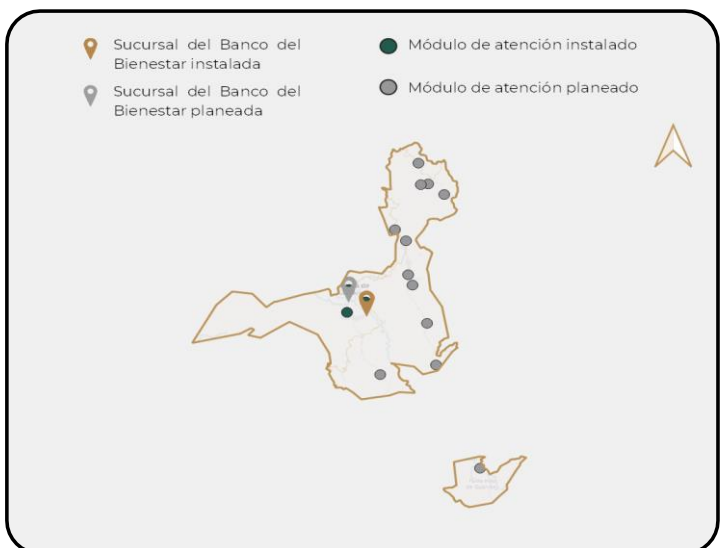 Sucursal del Banco del
Bienestar instalada
Módulo de atención instalado
Sucursal del Banco del
Bienestar planeada
Módulo de atención planeado